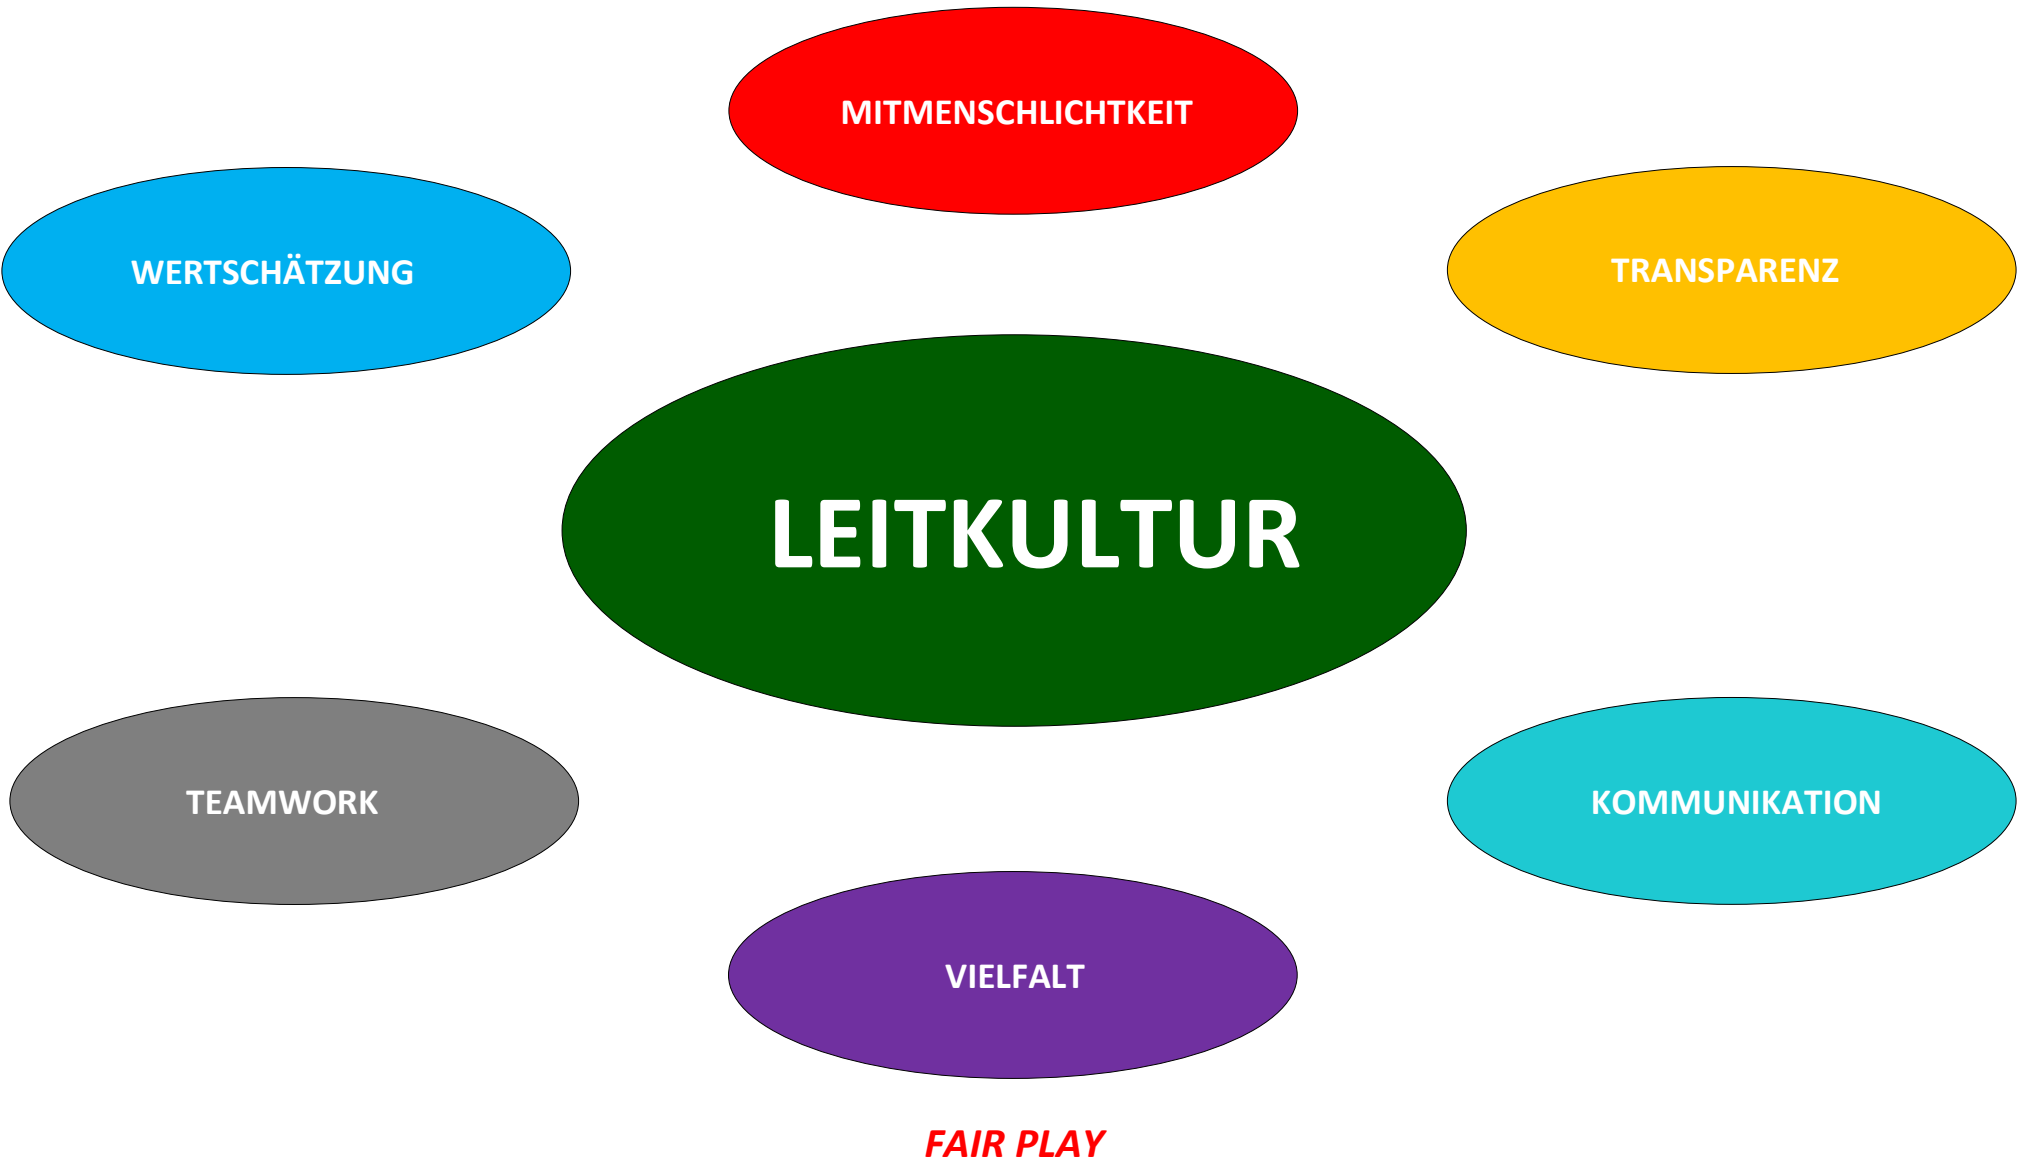 MITMENSCHLICHTKEIT
WERTSCHÄTZUNG
TRANSPARENZ
LEITKULTUR
TEAMWORK
KOMMUNIKATION
VIELFALT
FAIR PLAY